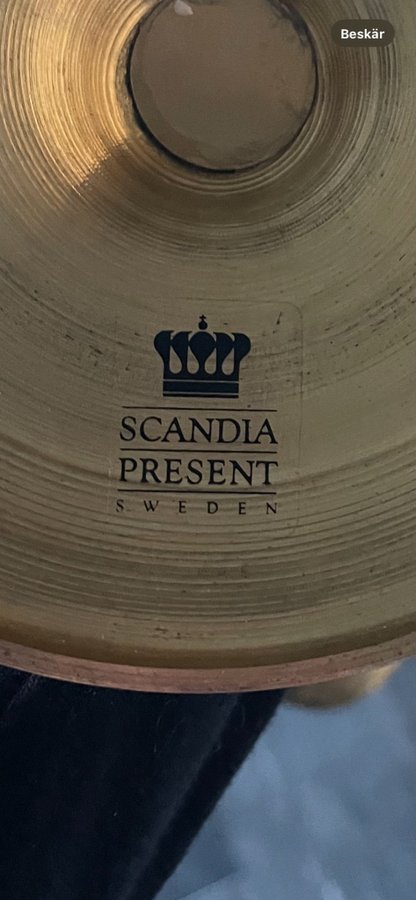 Beskär
SCANDIA
PRESENT
SWEDEN